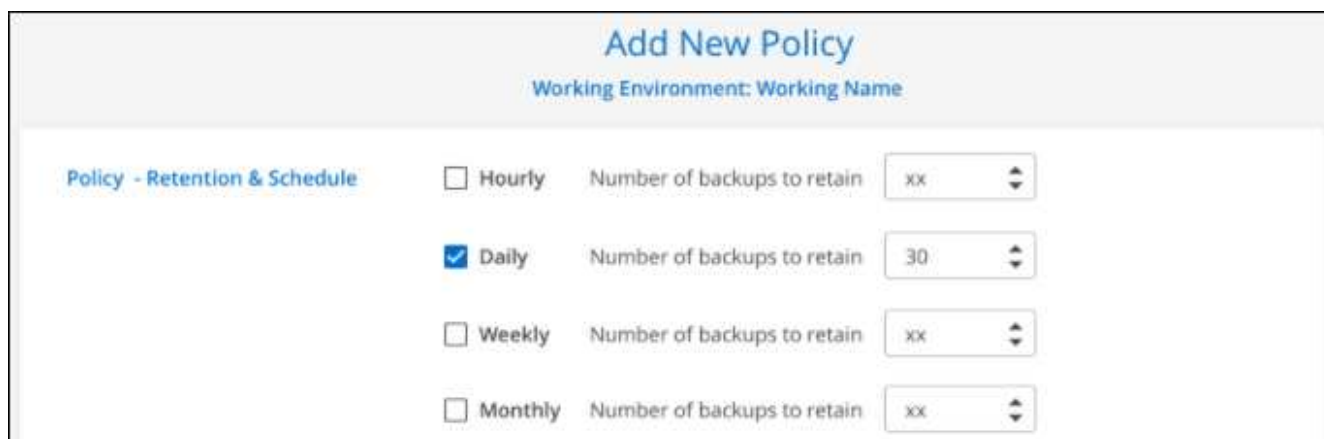 Add New Policy
Working Environment: Working Name
Policy - Retention & Schedule Hourly Number of backups to retain xx
Daily Number of backups to retain 30
Weekly Number of backups to retain xx
Monthly Number of backups to retain xx